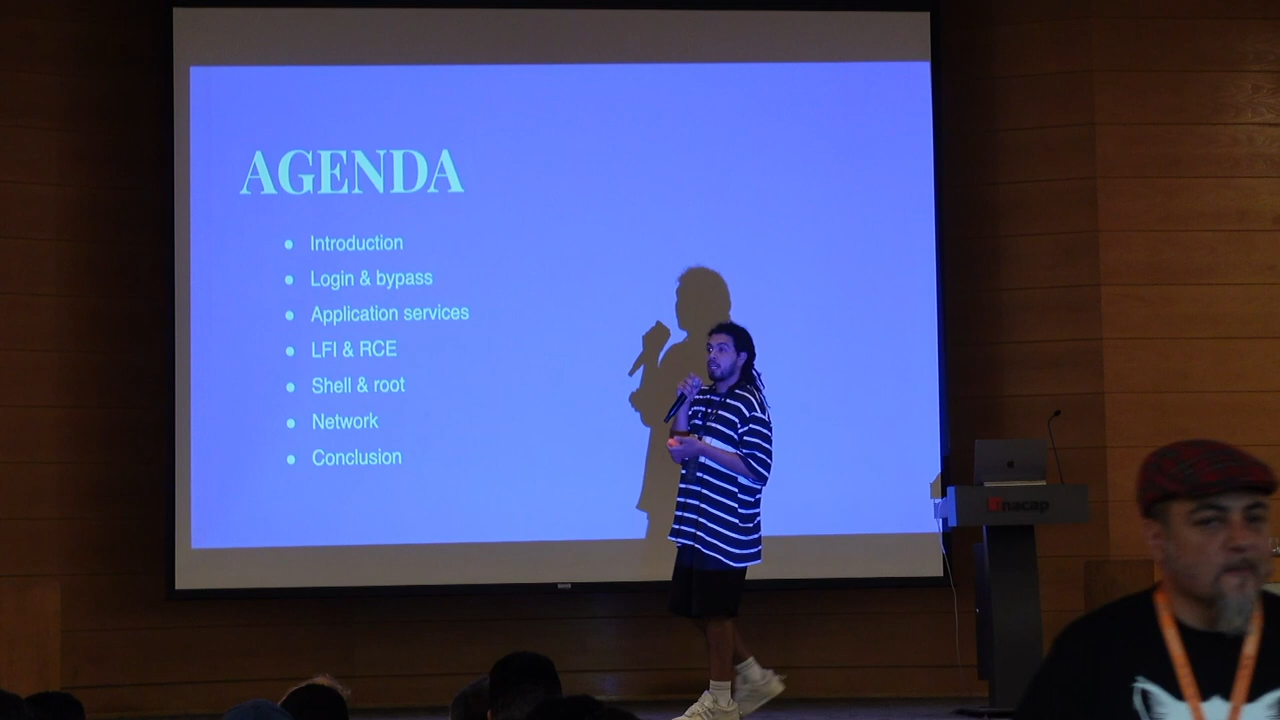 AGENDA
Introduction
Login & bypass
Application services
LFI & RCE
Shell & root
Network
Conclusion
inacap